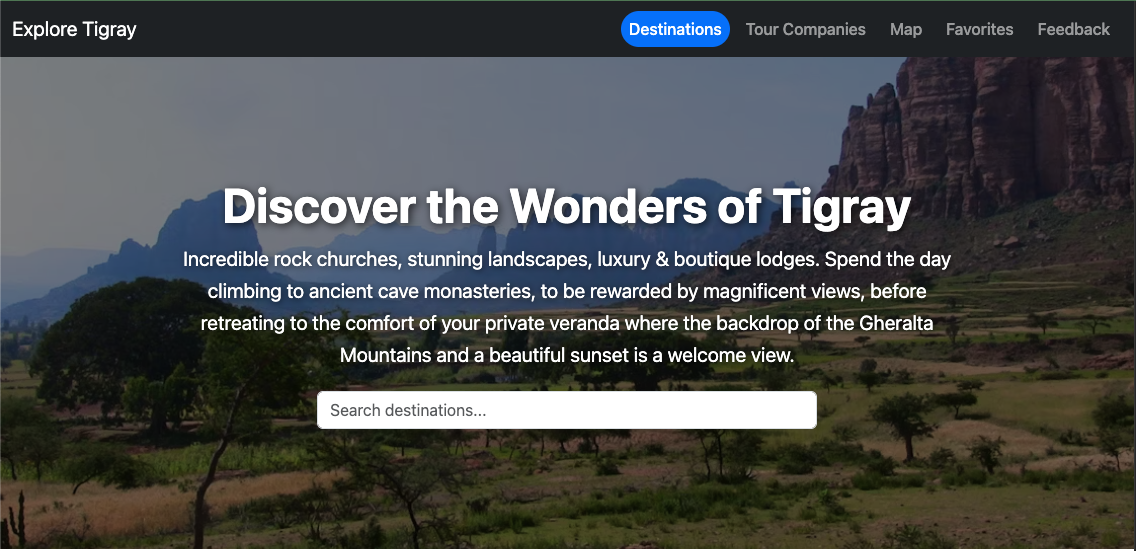 Explore Tigray
Destinations Tour Companies Map Favorites Feedback
Discover the Wonders of Tigray
Incredible rock churches, stunning landscapes, luxury & boutique lodges. Spend the day
climbing to ancient cave monasteries, to be rewarded by magnificent views, before
retreating to the comfort of your private veranda where the backdrop of the Gheralta
Mountains and a beautiful sunset is a welcome view.
Search destinations...